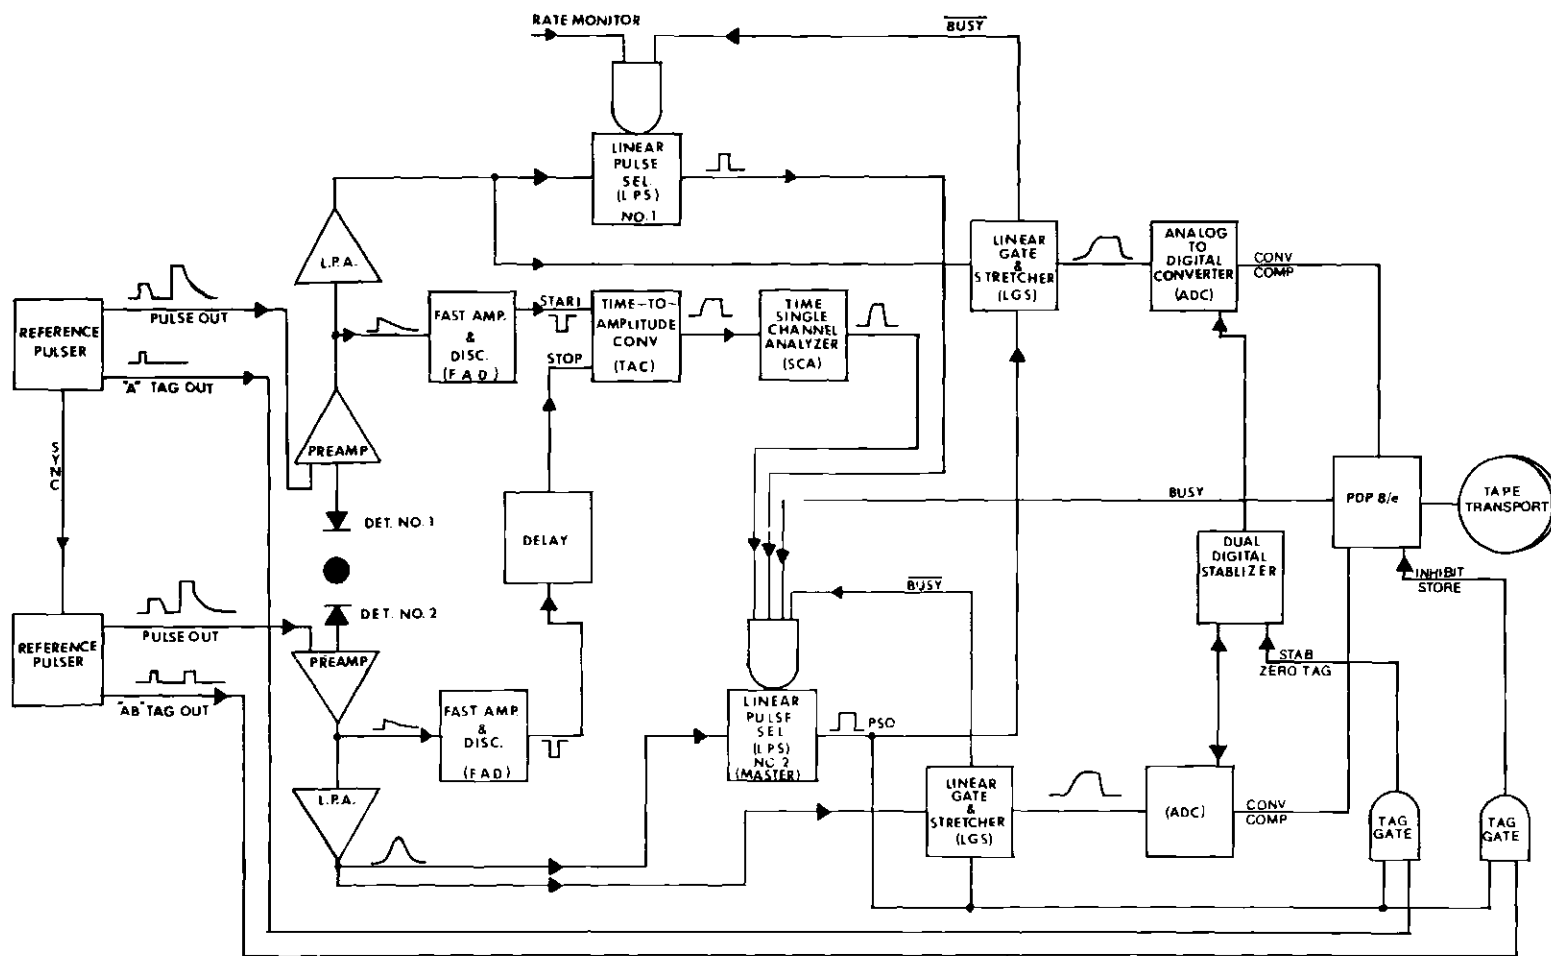 RATE MONITOR
BUSY
LINEAR
PULSE
SEL.
(LPS)
NO. 1
L.P.A.
LINEAR
GATE
&
STRETCHER
(LGS)
ANALOG
TO
DIGITAL
CONVERTER
(ADC)
CONV
COMP
REFERENCE
PULSER
PULSE OUT
"A" TAG OUT
FAST AMP.
&
DISC.
(FAD)
START
STOP
TIME-TO-
AMPLITUDE
CONV
(TAC)
TIME
SINGLE
CHANNEL
ANALYZER
(SCA)
SYNC
PREAMP
DET. NO. 1
DELAY
BUSY
PDP 8/e
TAPE
TRANSPORT
DUAL
DIGITAL
STABLIZER
INHIBIT
STORE
BUSY
DET. NO. 2
REFERENCE
PULSER
PULSE OUT
"AB" TAG OUT
PREAMP
STAB
ZERO TAG
FAST AMP.
&
DISC.
(FAD)
LINEAR
PULSF
SEL
(LPS)
NO. 2
(MASTER)
PSO
L.P.A.
LINEAR
GATE
&
STRETCHER
(LGS)
(ADC)
CONV
COMP
TAG
GATE
TAG
GATE